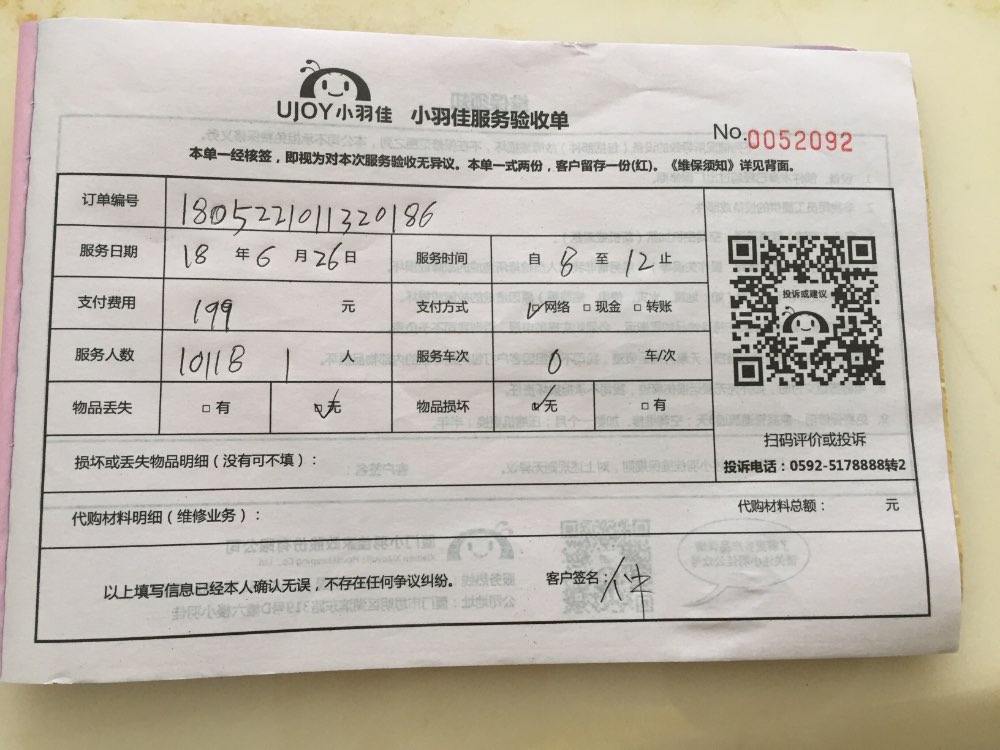 UJOY小羽佳 小羽佳服务验收单
No.0052092
本单一经核签，即视为对本次服务验收无异议。本单一式两份，客户留存一份(红)。《维保须知》详见背面。
订单编号 180522101132020186
服务日期 18 年 6 月 26 日 服务时间 自 8 至 12 止
支付费用 199 元 支付方式 ☑网络 □现金 □转账
服务人数 1011B 1 人 服务车次 0 车/次
物品丢失 □有 ☑无 物品损坏 ☑无 □有
投诉或建议
扫码评价或投诉
投诉电话：0592-5178888转2
损坏或丢失物品明细（没有可不填）：
代购材料明细（维修业务）： 代购材料总额： 元
以上填写信息已经本人确认无误，不存在任何争议纠纷。 客户签名：